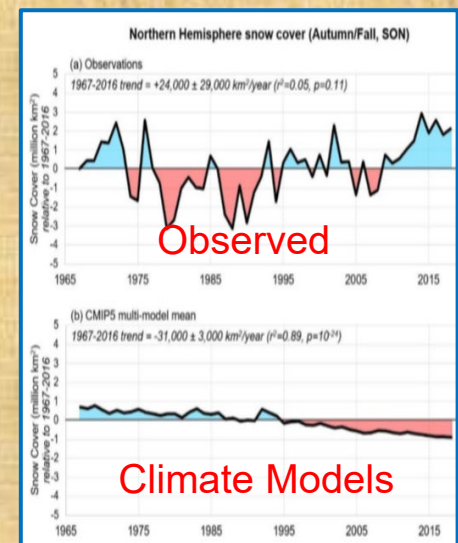 Northern Hemisphere snow cover (Autumn/Fall, SON)
(a) Observations
1967-2016 trend = +24,000 ± 29,000 km²/year (r²=0.05, p=0.11)
Snow Cover (million km²)
relative to 1967-2016
5
4
3
2
1
0
-1
-2
-3
-4
-5
Observed
1965 1975 1985 1995 2005 2015
(b) CMIP5 multi-model mean
1967-2016 trend = -31,000 ± 3,000 km²/year (r²=0.89, p=10⁻²⁴)
Snow Cover (million km²)
relative to 1967-2016
5
4
3
2
1
0
-1
-2
-3
-4
-5
Climate Models
1965 1975 1985 1995 2005 2015